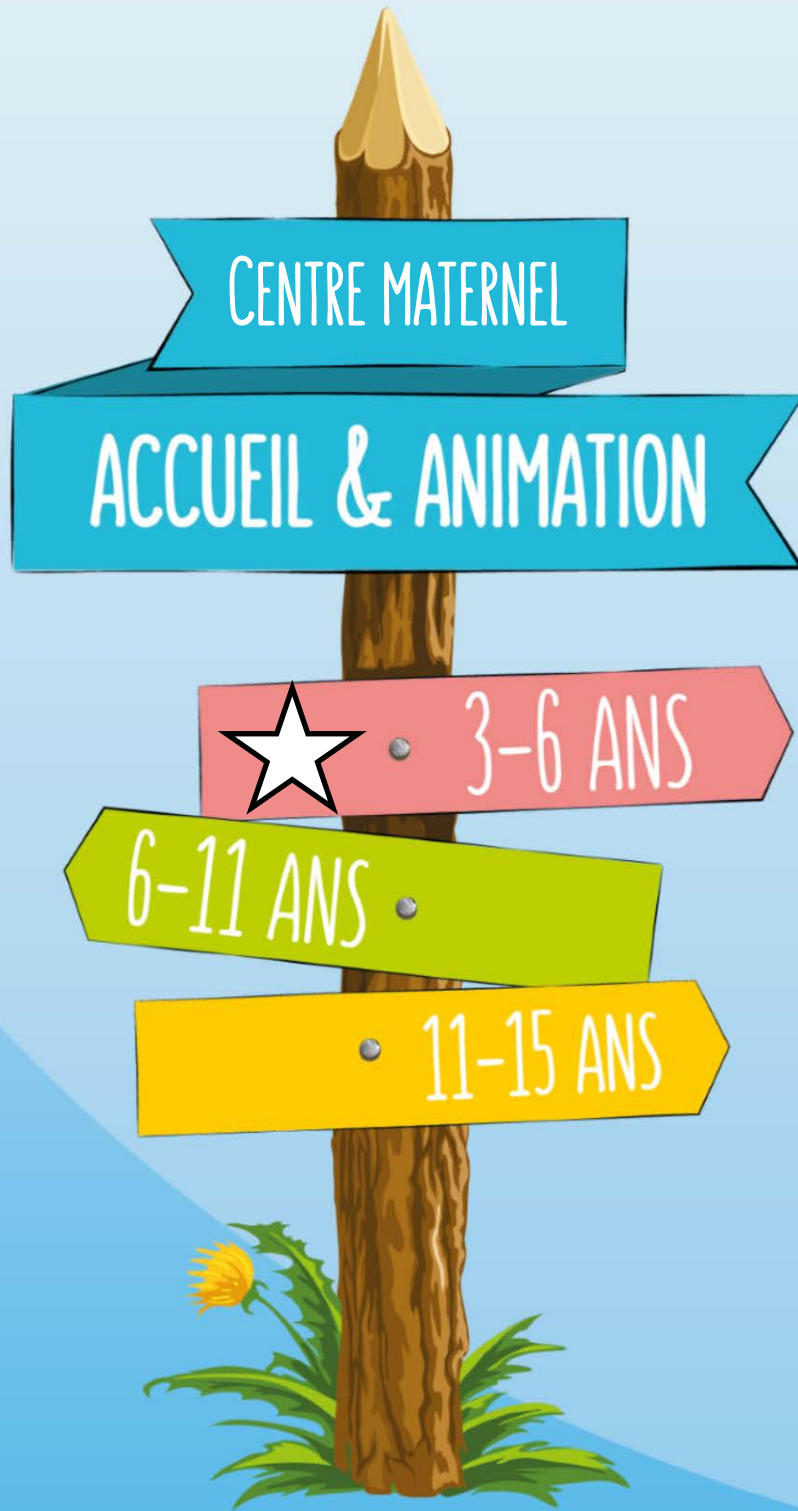 CENTRE MATERNEL
ACCUEIL & ANIMATION
3-6 ANS
6-11 ANS
11-15 ANS